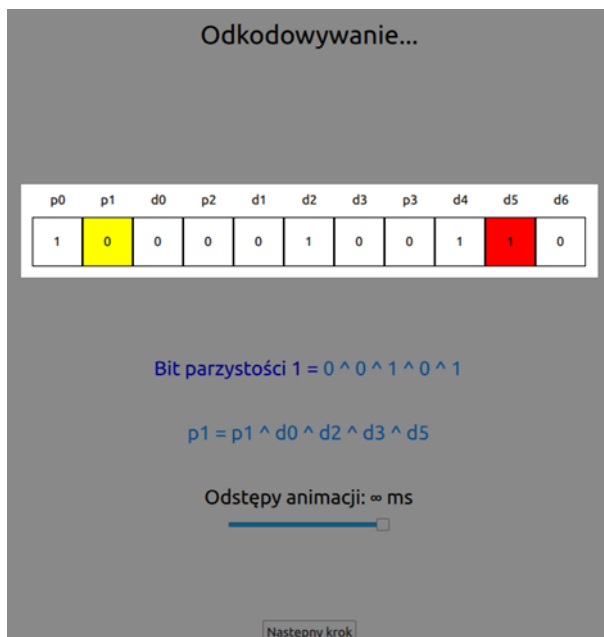 Odkodowywanie...
p0 p1 d0 p2 d1 d2 d3 p3 d4 d5 d6
1 0 0 0 0 1 0 0 1 1 0
Bit parzystości 1 = 0 ^ 0 ^ 1 ^ 0 ^ 1
p1 = p1 ^ d0 ^ d2 ^ d3 ^ d5
Odstępy animacji: ∞ ms
Następny krok